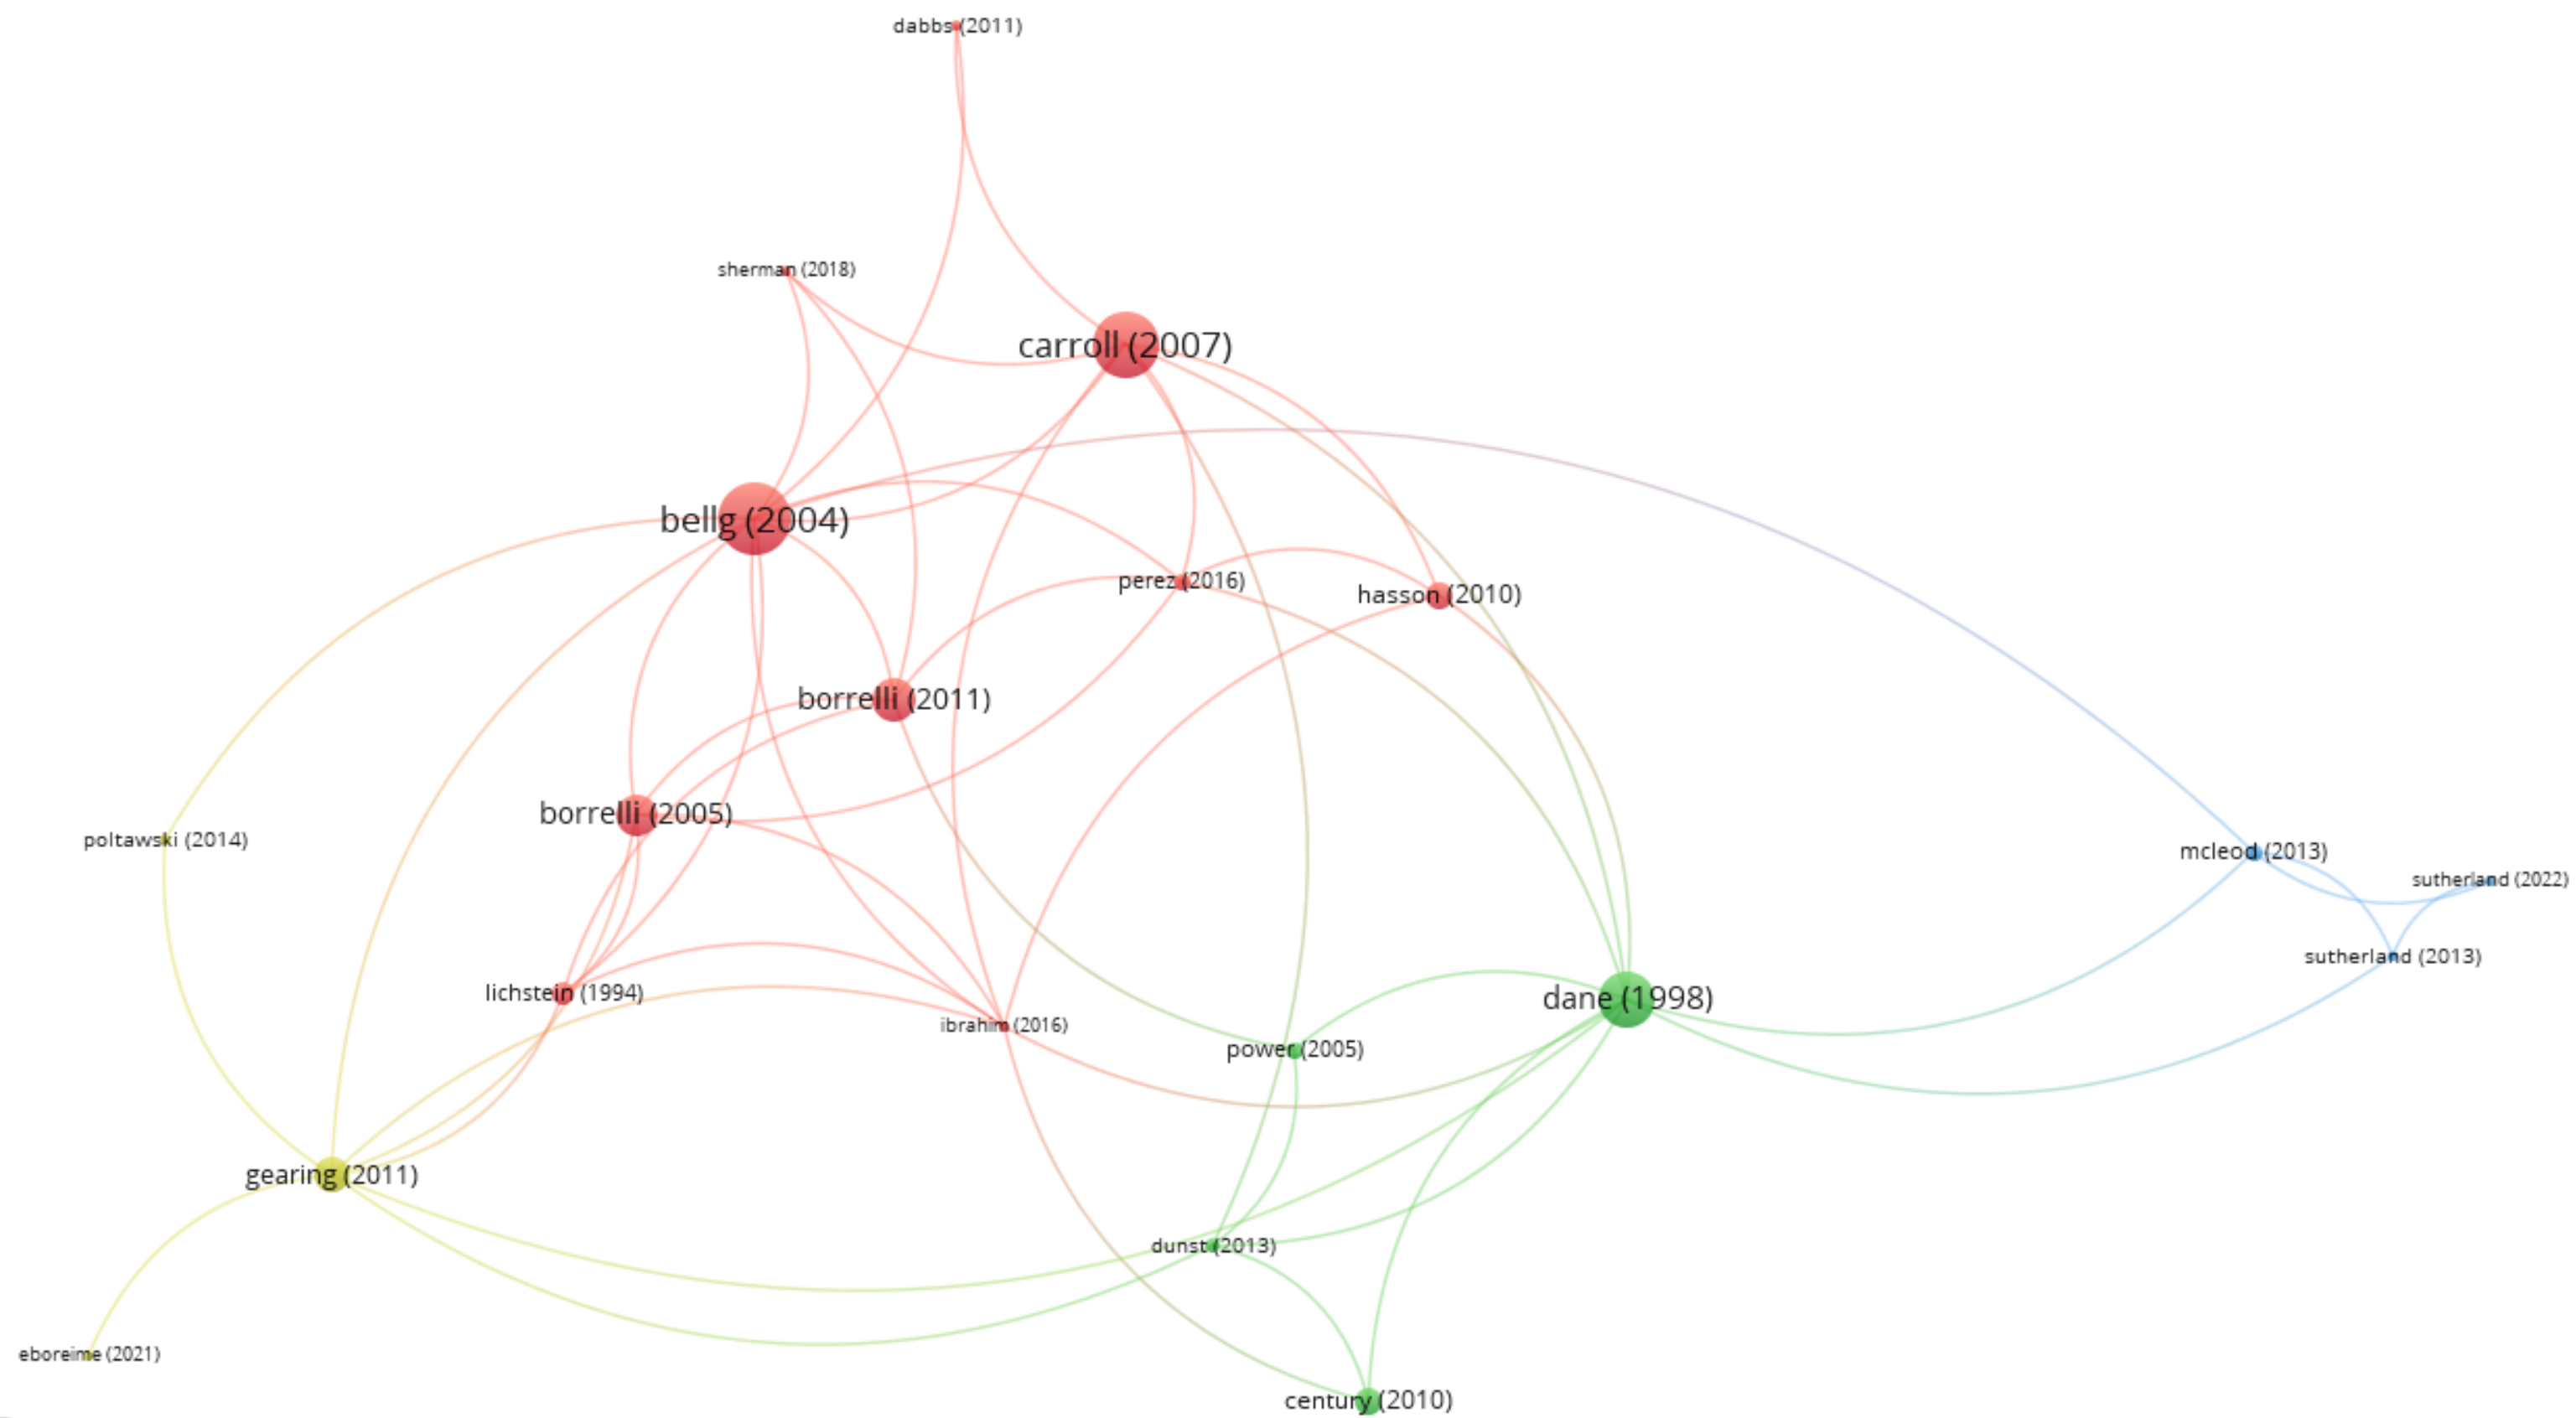 dabbs (2011)
sherman (2018)
carroll (2007)
bellg (2004)
perez (2016)
hasson (2010)
borrelli (2011)
borrelli (2005)
poltawski (2014)
mcleod (2013)
sutherland (2022)
sutherland (2013)
lichstein (1994)
dane (1998)
ibrahim (2016)
power (2005)
gearing (2011)
dunst (2013)
eboreime (2021)
century (2010)